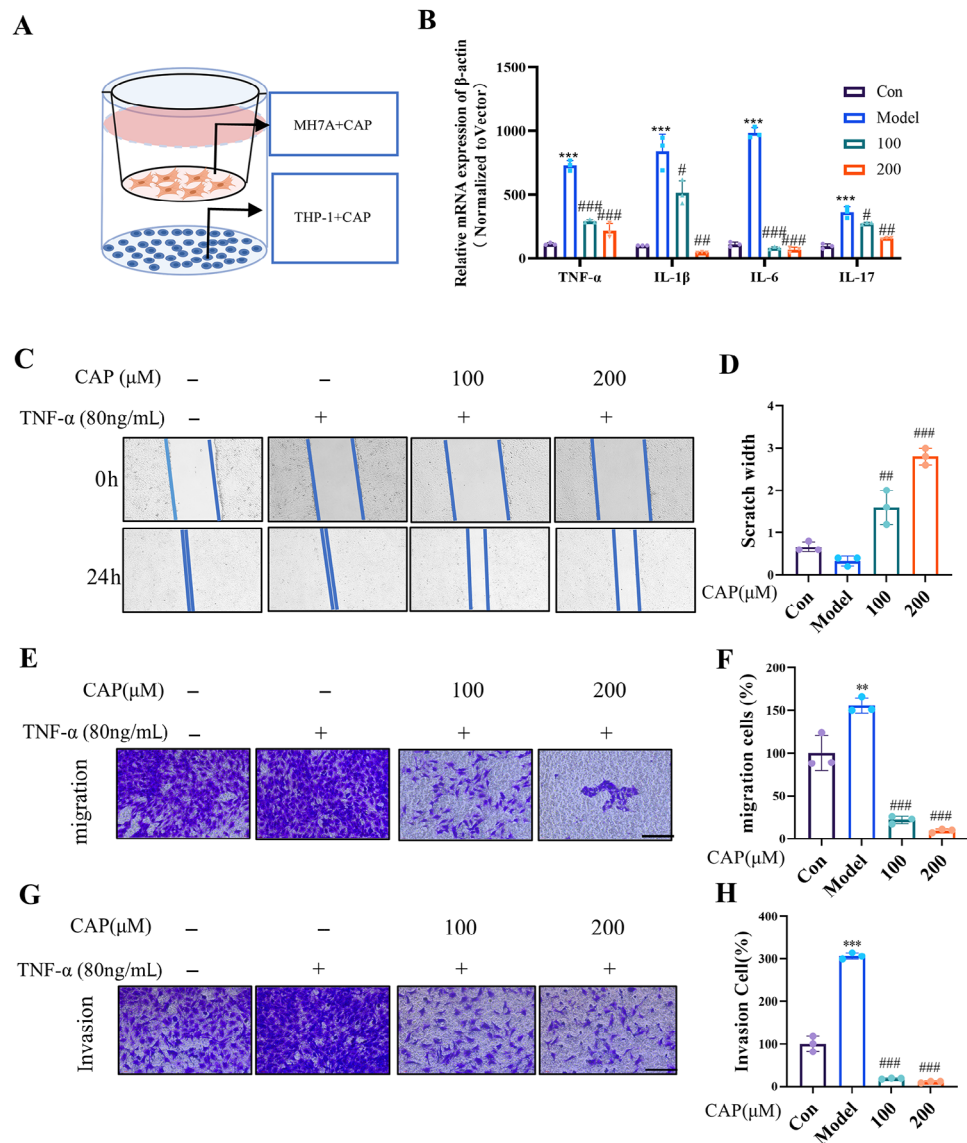 A
MH7A+CAP
THP-1+CAP
B
Relative mRNA expression of β-actin
( Normalized to Vector)
1500
1000
500
0
Con
Model
100
200
***
###
###
***
#
##
***
###
###
***
#
##
TNF-α
IL-1β
IL-6
IL-17
C
CAP (μM) – – 100 200
TNF-α (80ng/mL) – + + +
0h
24h
D
Scratch width
4
3
2
1
0
##
###
CAP(μM)
Con
Model
100
200
E
CAP(μM) – – 100 200
TNF-α (80ng/mL) – + + +
migration
F
migration cells (%)
200
150
100
50
0
**
###
###
CAP(μM)
Con
Model
100
200
G
CAP(μM) – – 100 200
TNF-α (80ng/mL) – + + +
Invasion
H
Invasion Cell(%)
400
300
200
100
0
***
###
###
CAP(μM)
Con
Model
100
200